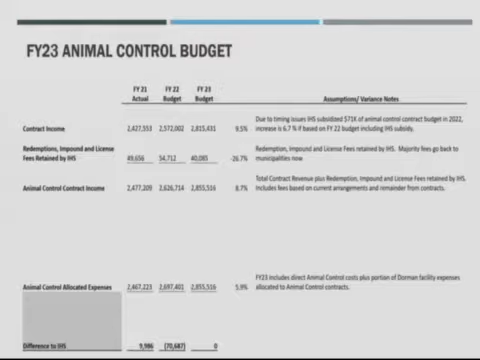 FY23 ANIMAL CONTROL BUDGET
FY 21 FY 22 FY 23
Actual Budget Budget Assumptions/ Variance Notes
Due to timing issues IHS subsidized $71K of animal control contract budget in 2022,
Contract Income 2,427,553 2,572,002 2,815,431 9.5% increase is 6.7 % if based on FY 22 budget including IHS subsidy.
Redemptions, Impound and License Redemption, Impound and License Fees retained by IHS. Majority fees go back to
Fees Retained by IHS 49,656 54,712 40,085 -26.7% municipalities now
Total Contract Revenue plus Redemption, Impound and License Fees retained by IHS.
Animal Control Contract Income 2,477,209 2,626,714 2,855,516 8.7% Includes fees based on current arrangements and remainder from contracts.
FY23 includes direct Animal Control costs plus portion of Dorman facility expenses
Animal Control Allocated Expenses 2,467,223 2,697,401 2,855,516 5.9% allocated to Animal Control contracts.
Difference to IHS 9,986 (70,687) 0